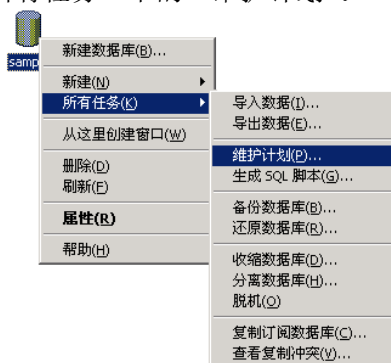 samp
新建数据库(B)...
新建(N)
所有任务(K)
从这里创建窗口(W)
删除(D)
刷新(F)
属性(R)
帮助(H)
导入数据(I)...
导出数据(E)...
维护计划(P)...
生成 SQL 脚本(G)...
备份数据库(B)...
还原数据库(R)...
收缩数据库(D)...
分离数据库(H)...
脱机(O)
复制订阅数据库(C)...
查看复制冲突(V)...